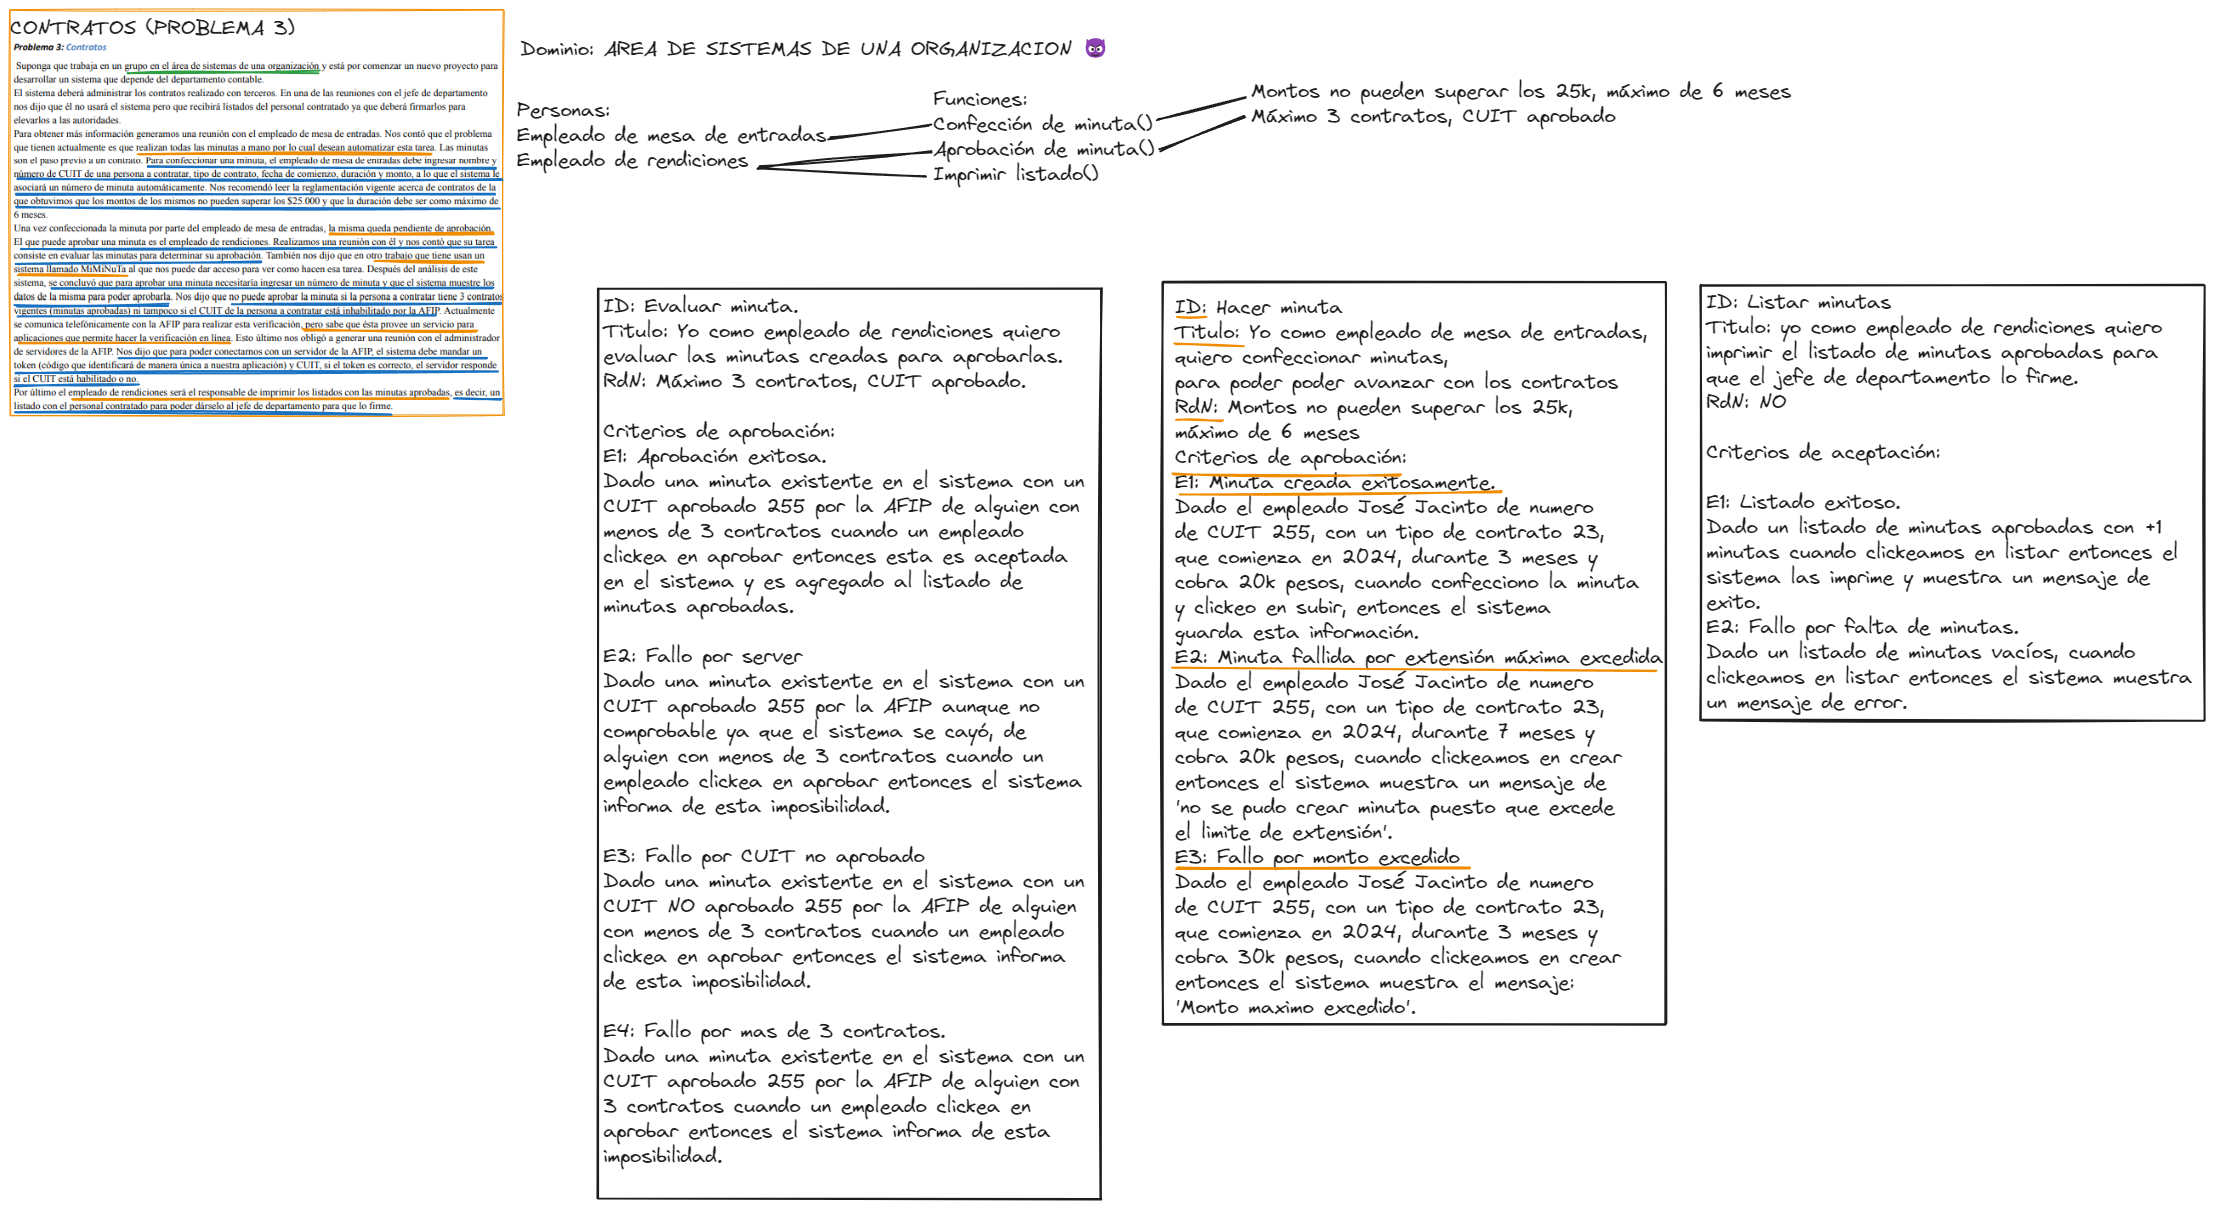 CONTRATOS (PROBLEMA 3)
Problema 3: Contratos
Suponga que trabaja en un grupo en el área de sistemas de una organización y está por comenzar un nuevo proyecto para
desarrollar un sistema que depende del departamento contable.
El sistema deberá administrar los contratos realizado con terceros. En una de las reuniones con el jefe de departamento
nos dijo que él no usará el sistema pero que recibirá listados del personal contratado ya que deberá firmarlos para
elevarlos a las autoridades.
Para obtener más información generamos una reunión con el empleado de mesa de entradas. Nos contó que el problema
que tienen actualmente es que realizan todas las minutas a mano por lo cual desean automatizar esta tarea. Las minutas
son el paso previo a un contrato. Para confeccionar una minuta, el empleado de mesa de entradas debe ingresar nombre y
número de CUIT de una persona a contratar, tipo de contrato, fecha de comienzo, duración y monto, a lo que el sistema le
asociará un número de minuta automáticamente. Nos recomendó leer la reglamentación vigente acerca de contratos de la
que obtuvimos que los montos de los mismos no pueden superar los $25.000 y que la duración debe ser como máximo de
6 meses.
Una vez confeccionada la minuta por parte del empleado de mesa de entradas, la misma queda pendiente de aprobación.
El que puede aprobar una minuta es el empleado de rendiciones. Realizamos una reunión con él y nos contó que su tarea
consiste en evaluar las minutas para determinar su aprobación. También nos dijo que en otro trabajo que tiene usan un
sistema llamado MiMiNuTa al que nos puede dar acceso para ver como hacen esa tarea. Después del análisis de este
sistema, se concluyó que para aprobar una minuta necesitaría ingresar un número de minuta y que el sistema muestre los
datos de la misma para poder aprobarla. Nos dijo que no puede aprobar la minuta si la persona a contratar tiene 3 contratos
vigentes (minutas aprobadas) ni tampoco si el CUIT de la persona a contratar está inhabilitado por la AFIP. Actualmente
se comunica telefónicamente con la AFIP para realizar esta verificación, pero sabe que ésta provee un servicio para
aplicaciones que permite hacer la verificación en línea. Esto último nos obligó a generar una reunión con el administrador
de servidores de la AFIP. Nos dijo que para poder conectarnos con un servidor de la AFIP, el sistema debe mandar un
token (código que identificará de manera única a nuestra aplicación) y CUIT, si el token es correcto, el servidor responde
si el CUIT está habilitado o no.
Por último el empleado de rendiciones será el responsable de imprimir los listados con las minutas aprobadas, es decir, un
listado con el personal contratado para poder dárselo al jefe de departamento para que lo firme.
Dominio: AREA DE SISTEMAS DE UNA ORGANIZACION 😈
Personas:
Empleado de mesa de entradas
Empleado de rendiciones
Funciones:
Confección de minuta()
Aprobación de minuta()
Imprimir listado()
Montos no pueden superar los 25k, máximo de 6 meses
Máximo 3 contratos, CUIT aprobado
ID: Evaluar minuta.
Titulo: Yo como empleado de rendiciones quiero
evaluar las minutas creadas para aprobarlas.
RdN: Máximo 3 contratos, CUIT aprobado.
Criterios de aprobación:
E1: Aprobación exitosa.
Dado una minuta existente en el sistema con un
CUIT aprobado 255 por la AFIP de alguien con
menos de 3 contratos cuando un empleado
clickea en aprobar entonces esta es aceptada
en el sistema y es agregado al listado de
minutas aprobadas.
E2: Fallo por server
Dado una minuta existente en el sistema con un
CUIT aprobado 255 por la AFIP aunque no
comprobable ya que el sistema se cayó, de
alguien con menos de 3 contratos cuando un
empleado clickea en aprobar entonces el sistema
informa de esta imposibilidad.
E3: Fallo por CUIT no aprobado
Dado una minuta existente en el sistema con un
CUIT NO aprobado 255 por la AFIP de alguien
con menos de 3 contratos cuando un empleado
clickea en aprobar entonces el sistema informa
de esta imposibilidad.
E4: Fallo por mas de 3 contratos.
Dado una minuta existente en el sistema con un
CUIT aprobado 255 por la AFIP de alguien con
3 contratos cuando un empleado clickea en
aprobar entonces el sistema informa de esta
imposibilidad.
ID: Hacer minuta
Titulo: Yo como empleado de mesa de entradas,
quiero confeccionar minutas,
para poder poder avanzar con los contratos
RdN: Montos no pueden superar los 25k,
máximo de 6 meses
Criterios de aprobación:
E1: Minuta creada exitosamente.
Dado el empleado José Jacinto de numero
de CUIT 255, con un tipo de contrato 23,
que comienza en 2024, durante 3 meses y
cobra 20k pesos, cuando confecciono la minuta
y clickeo en subir, entonces el sistema
guarda esta información.
E2: Minuta fallida por extensión máxima excedida
Dado el empleado José Jacinto de numero
de CUIT 255, con un tipo de contrato 23,
que comienza en 2024, durante 7 meses y
cobra 20k pesos, cuando clickeamos en crear
entonces el sistema muestra un mensaje de
'no se pudo crear minuta puesto que excede
el limite de extensión'.
E3: Fallo por monto excedido
Dado el empleado José Jacinto de numero
de CUIT 255, con un tipo de contrato 23,
que comienza en 2024, durante 3 meses y
cobra 30k pesos, cuando clickeamos en crear
entonces el sistema muestra el mensaje:
'Monto maximo excedido'.
ID: Listar minutas
Titulo: yo como empleado de rendiciones quiero
imprimir el listado de minutas aprobadas para
que el jefe de departamento lo firme.
RdN: NO
Criterios de aceptación:
E1: Listado exitoso.
Dado un listado de minutas aprobadas con +1
minutas cuando clickeamos en listar entonces el
sistema las imprime y muestra un mensaje de
exito.
E2: Fallo por falta de minutas.
Dado un listado de minutas vacíos, cuando
clickeamos en listar entonces el sistema muestra
un mensaje de error.